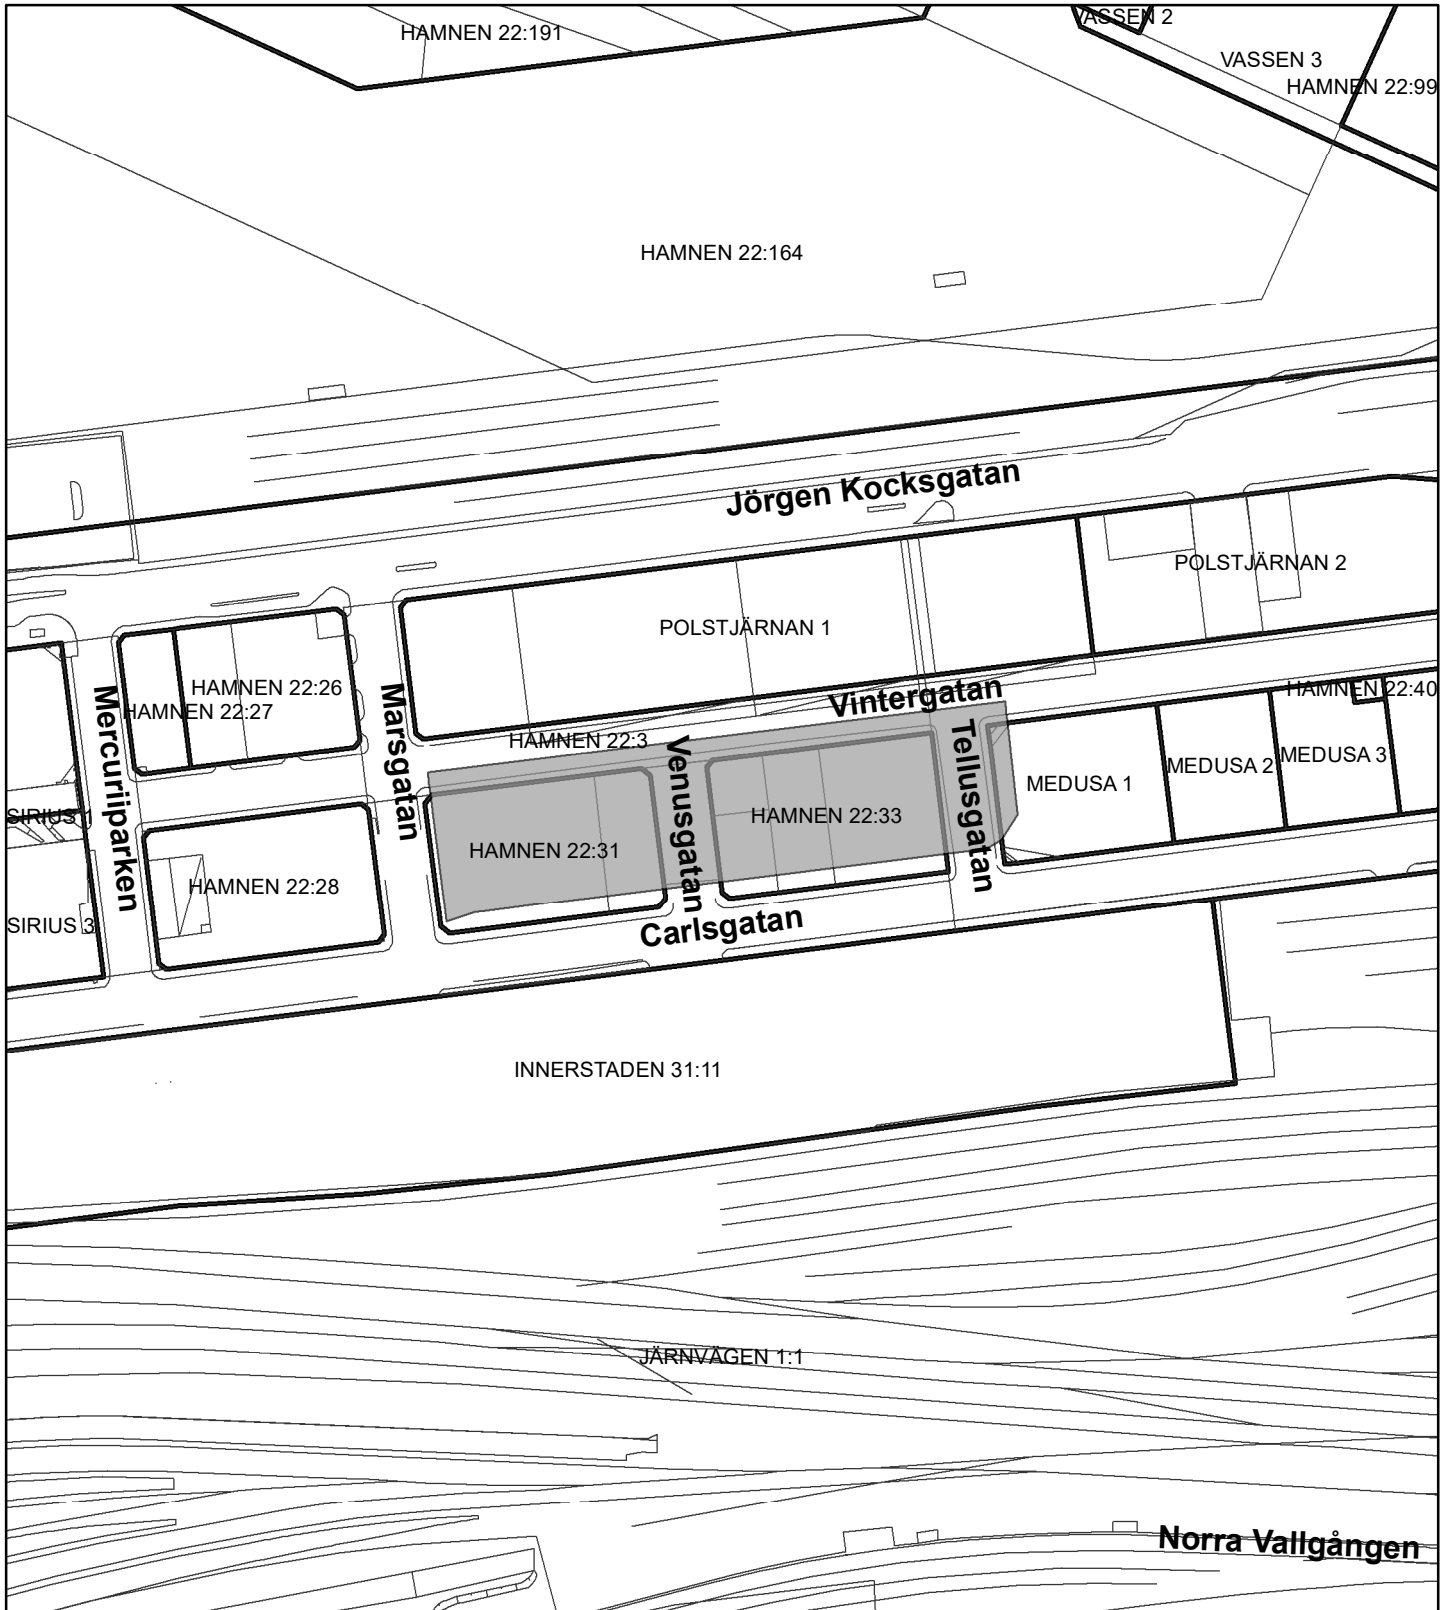 VASSEN 2
HAMNEN 22:191
VASSEN 3
HAMNEN 22:99
HAMNEN 22:164
Jörgen Kocksgatan
POLSTJÄRNAN 2
POLSTJÄRNAN 1
HAMNEN 22:26
HAMNEN 22:27
Mercuriiparken
Marsgatan
Vintergatan
HAMNEN 22:40
HAMNEN 22:3
Venusgatan
Tellusgatan
MEDUSA 1
MEDUSA 2
MEDUSA 3
SIRIUS 1
HAMNEN 22:33
HAMNEN 22:31
HAMNEN 22:28
SIRIUS 3
Carlsgatan
INNERSTADEN 31:11
JÄRNVÄGEN 1:1
Norra Vallgången